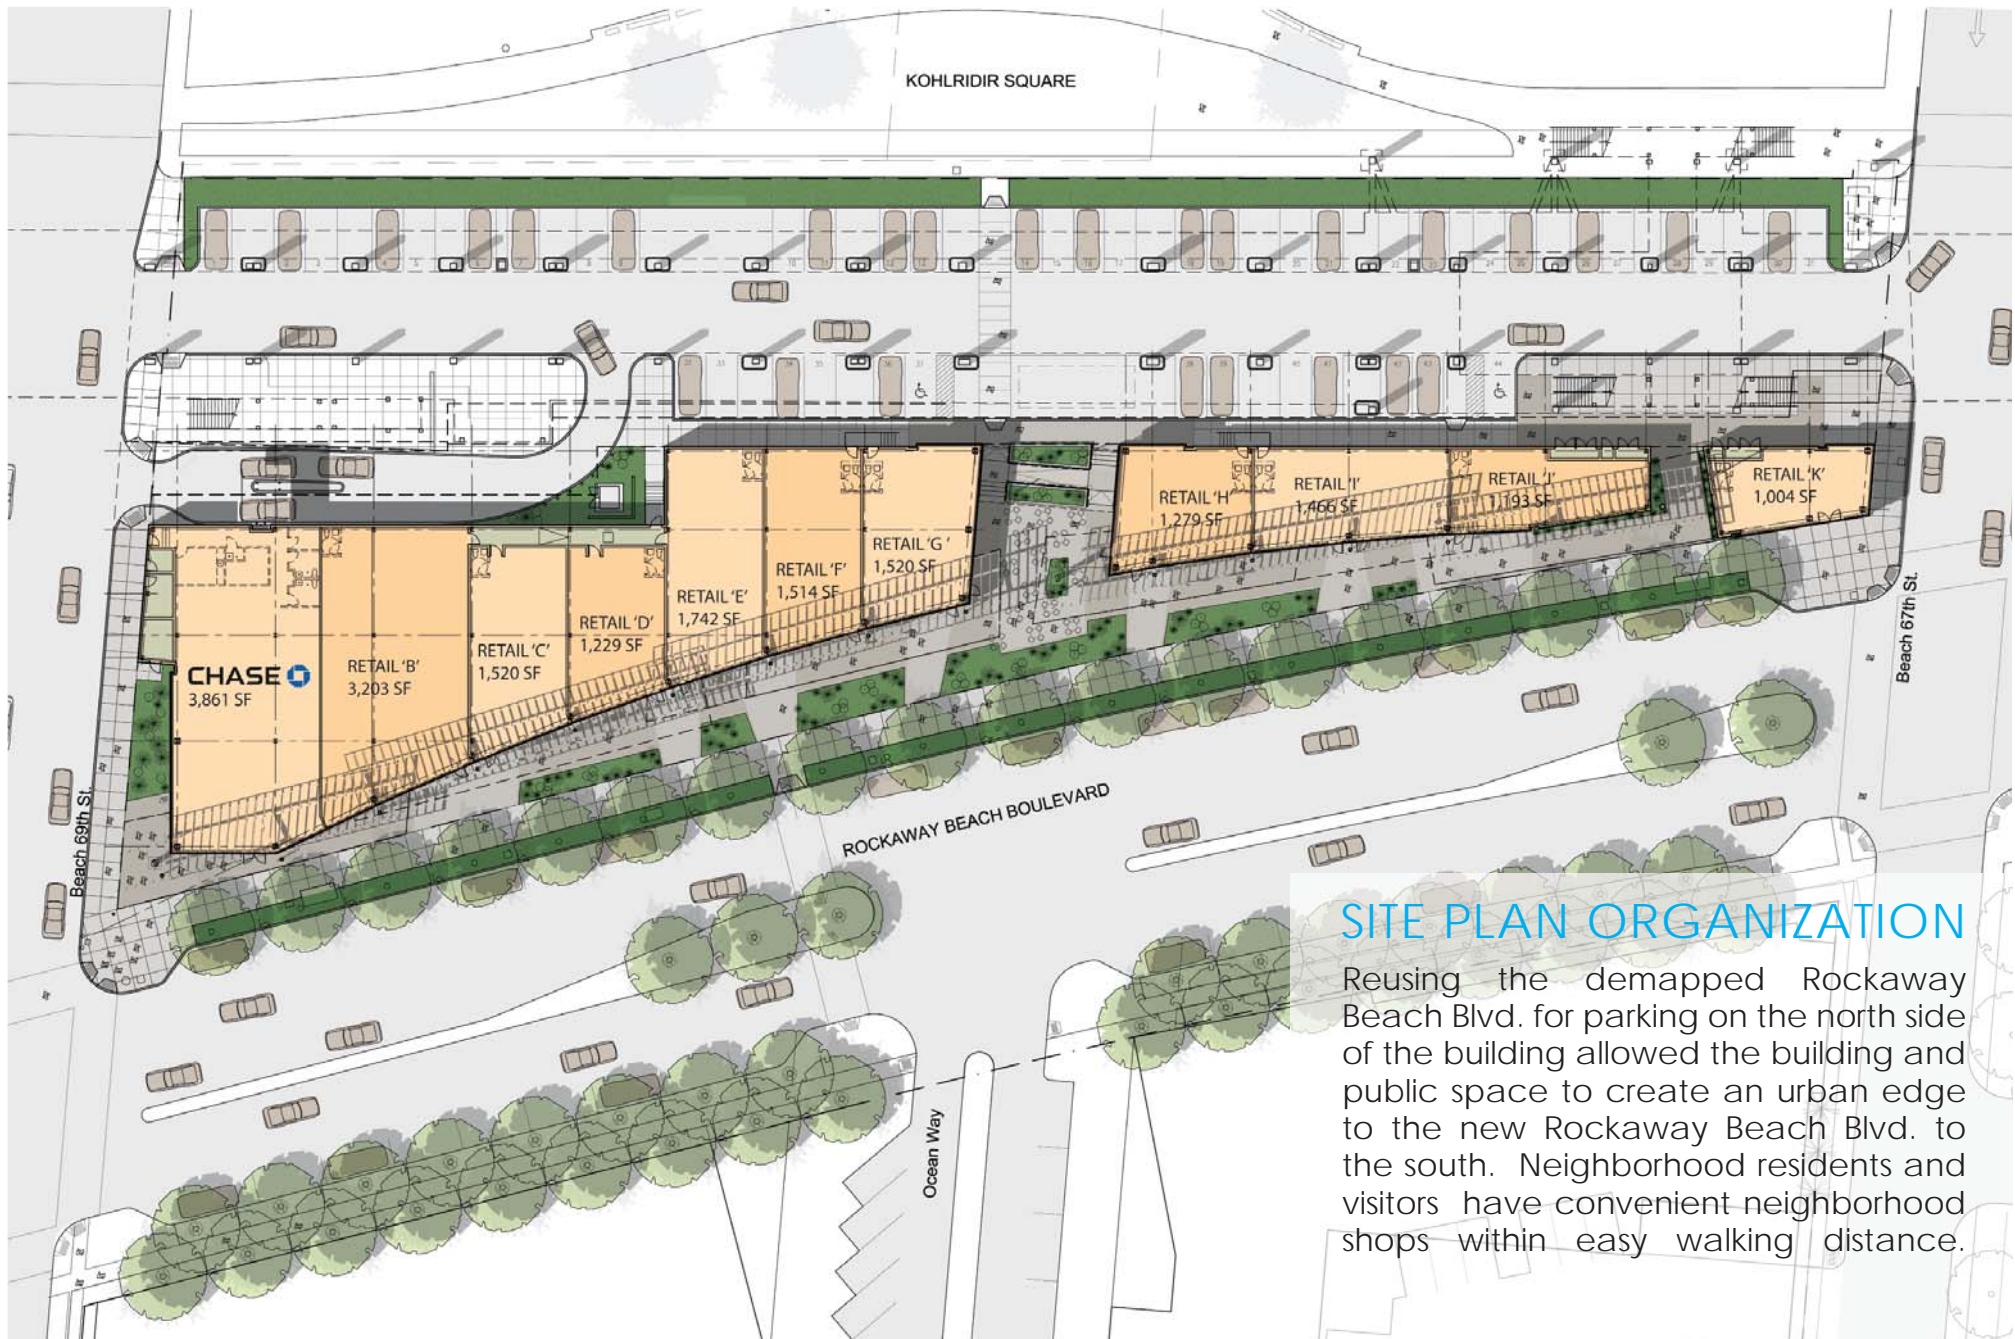 KOHLRIDIR SQUARE
RETAIL 'H'
1,279 SF
RETAIL 'I'
1,466 SF
RETAIL 'J'
1,193 SF
RETAIL 'K'
1,004 SF
RETAIL 'G'
1,520 SF
RETAIL 'F'
1,514 SF
RETAIL 'E'
1,742 SF
RETAIL 'D'
1,229 SF
RETAIL 'C'
1,520 SF
RETAIL 'B'
3,203 SF
CHASE
3,861 SF
Beach 69th St.
Beach 67th St.
ROCKAWAY BEACH BOULEVARD
Ocean Way
SITE PLAN ORGANIZATION
Reusing the demapped Rockaway
Beach Blvd. for parking on the north side
of the building allowed the building and
public space to create an urban edge
to the new Rockaway Beach Blvd. to
the south. Neighborhood residents and
visitors have convenient neighborhood
shops within easy walking distance.